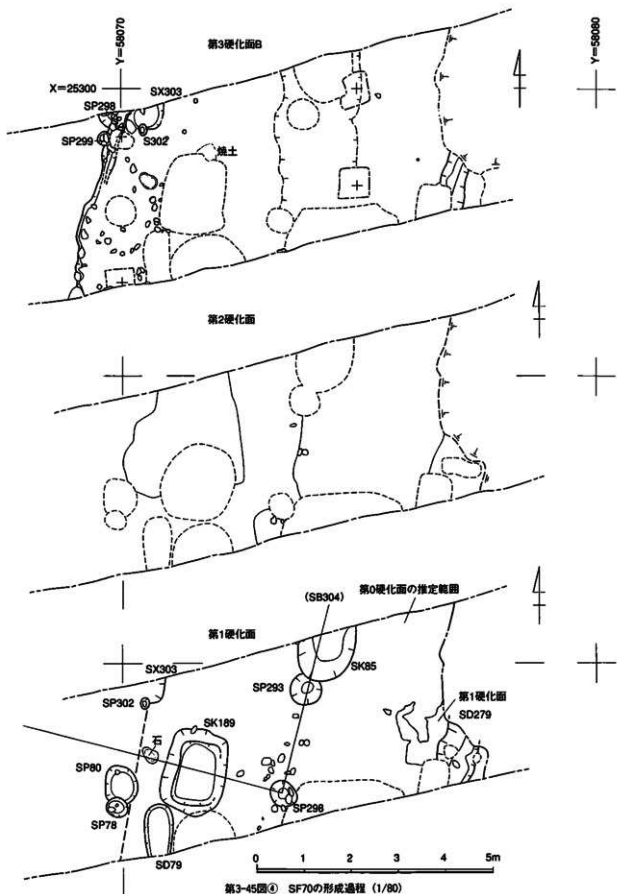 Y=58070
Y=58080
第3硬化面B
X=25300
SX303
SP298
SP299
S302
焼土
第2硬化面
第1硬化面
(SB304)
第0硬化面の推定範囲
SX303
SP302
SK85
SP293
第1硬化面
SD279
石
SK189
SP80
SP78
SP296
SD79
0 1 2 3 4 5m
第3-45図④ SF70の形成過程 (1/80)